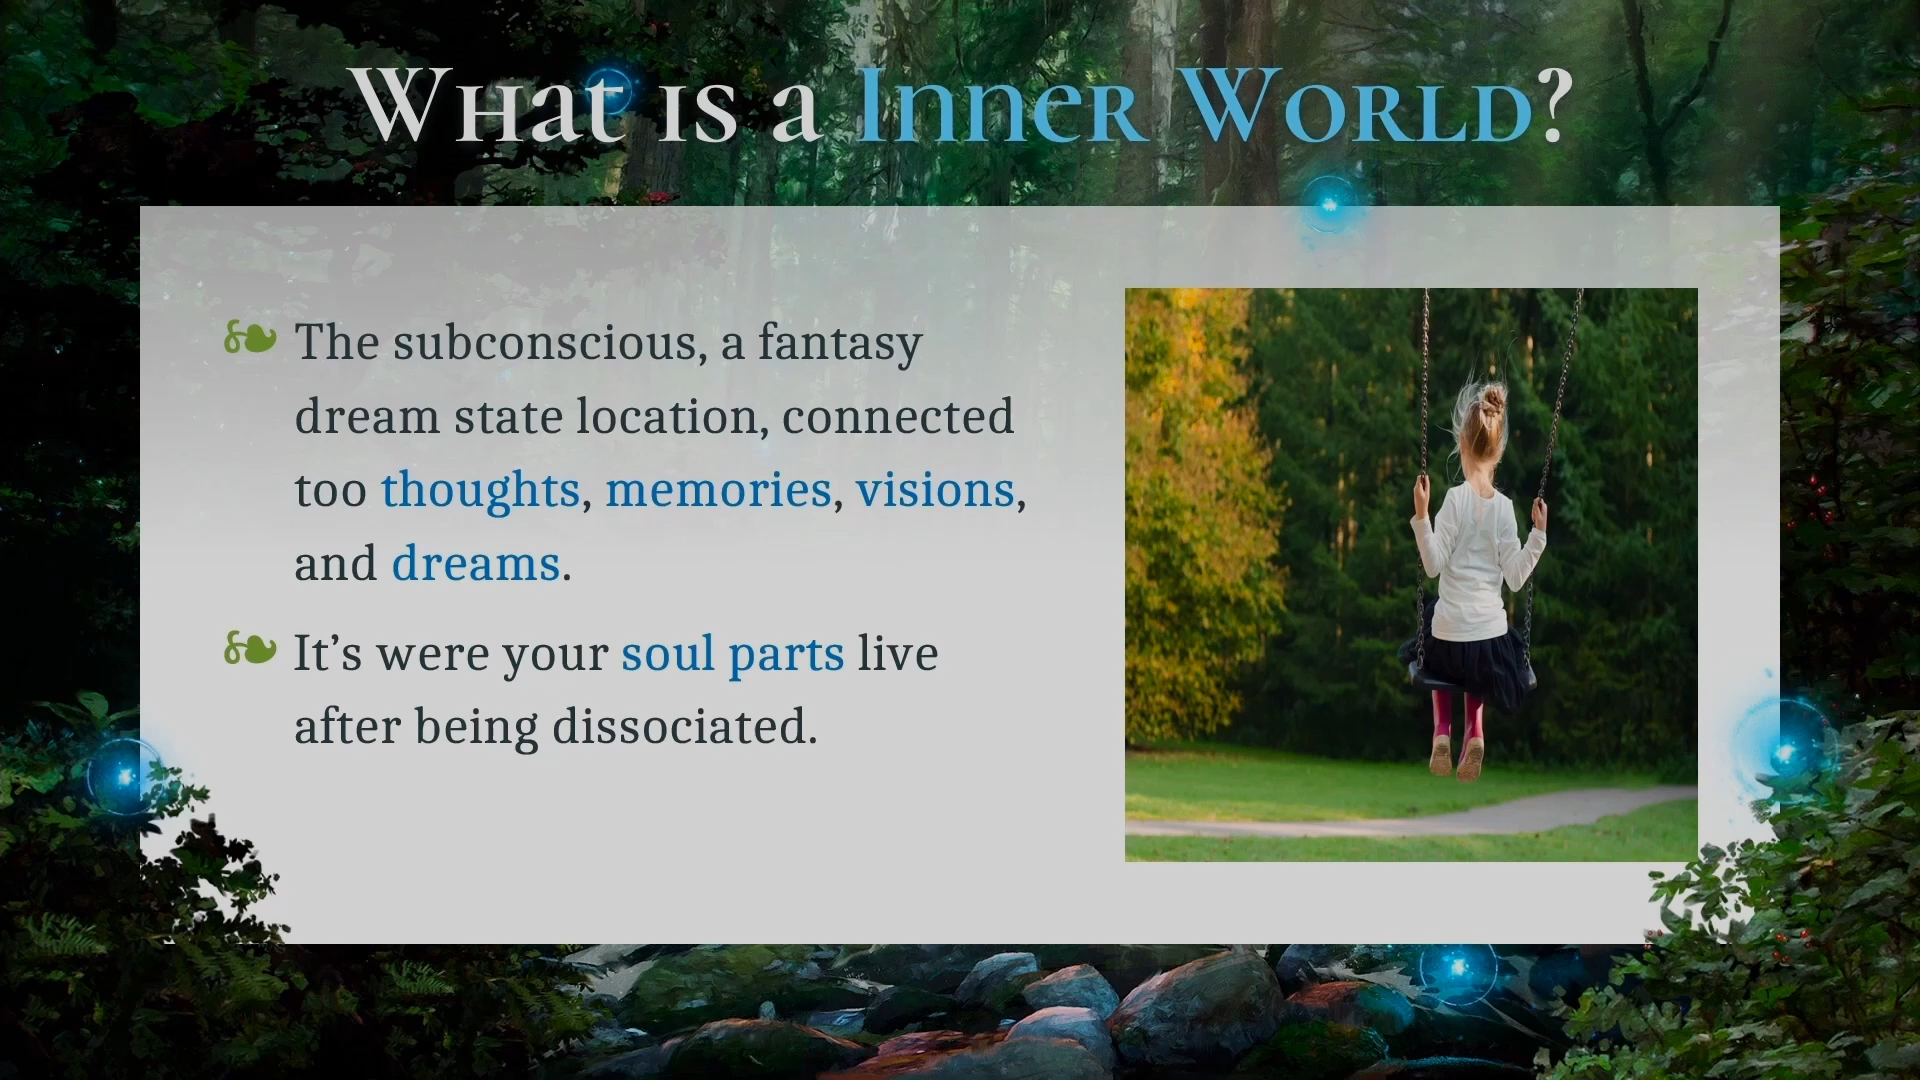 What is a Inner World?
The subconscious, a fantasy
dream state location, connected
too thoughts, memories, visions,
and dreams.
It’s were your soul parts live
after being dissociated.